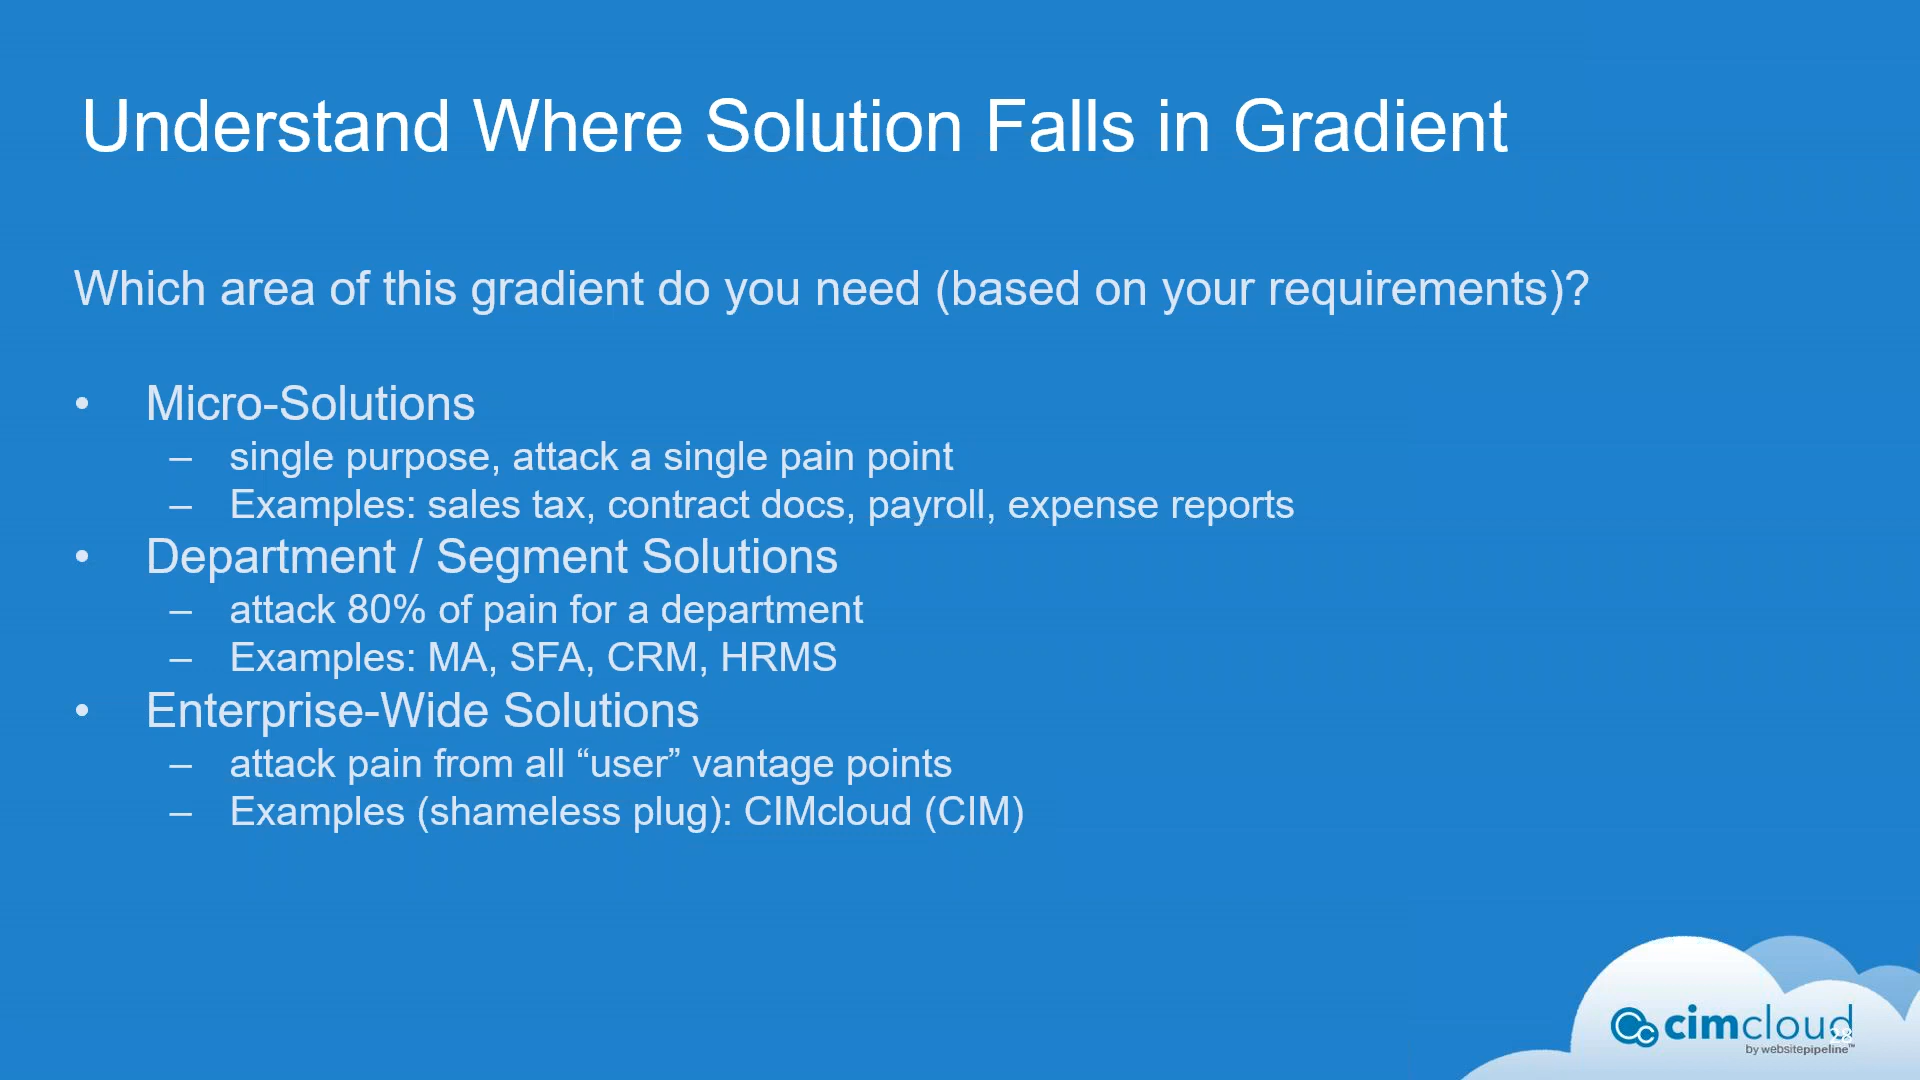 Understand Where Solution Falls in Gradient
Which area of this gradient do you need (based on your requirements)?
• Micro-Solutions
– single purpose, attack a single pain point
– Examples: sales tax, contract docs, payroll, expense reports
• Department / Segment Solutions
– attack 80% of pain for a department
– Examples: MA, SFA, CRM, HRMS
• Enterprise-Wide Solutions
– attack pain from all “user” vantage points
– Examples (shameless plug): CIMcloud (CIM)
cimcloud
28
by websitepipeline™